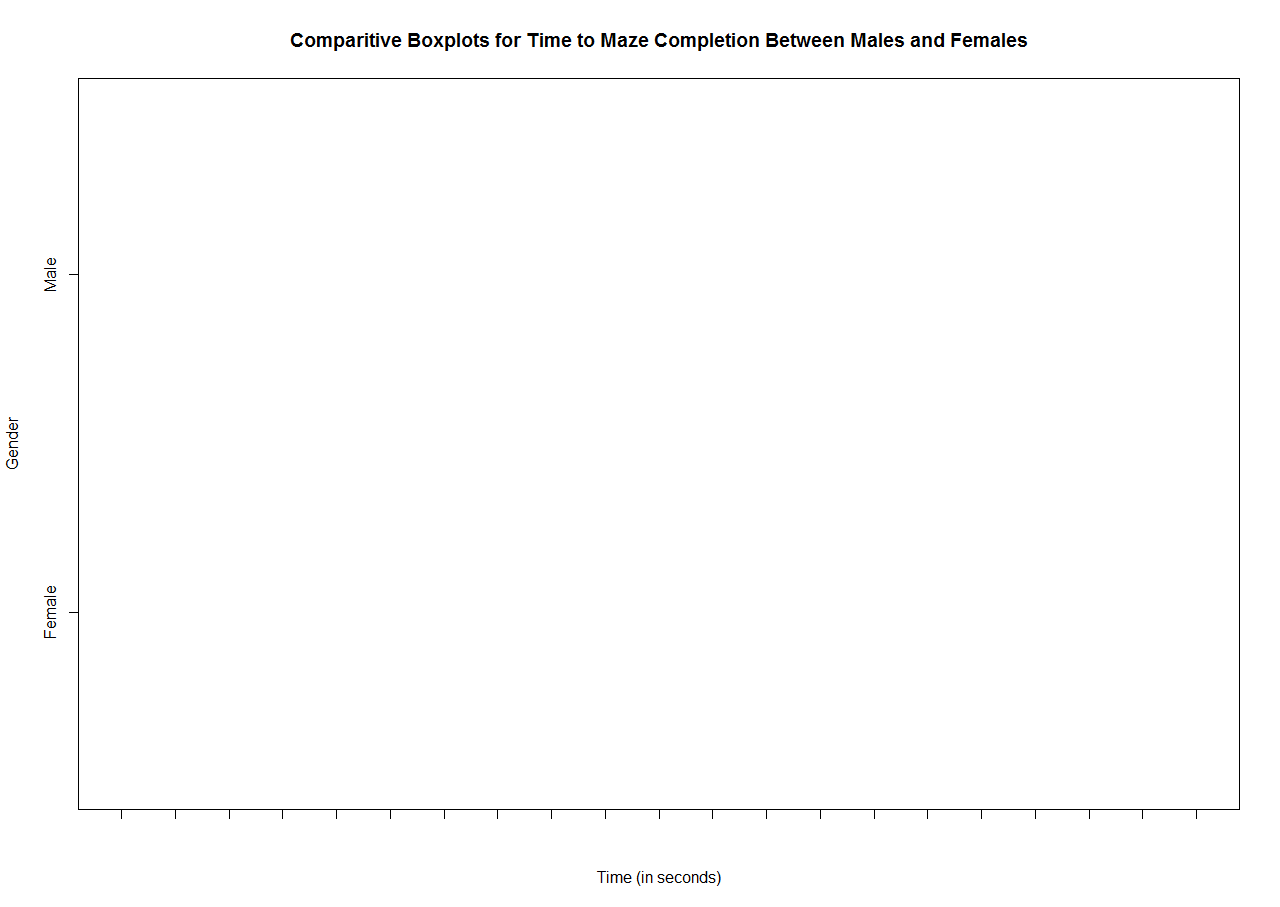 Comparitive Boxplots for Time to Maze Completion Between Males and Females
Male
Gender
Female
Time (in seconds)